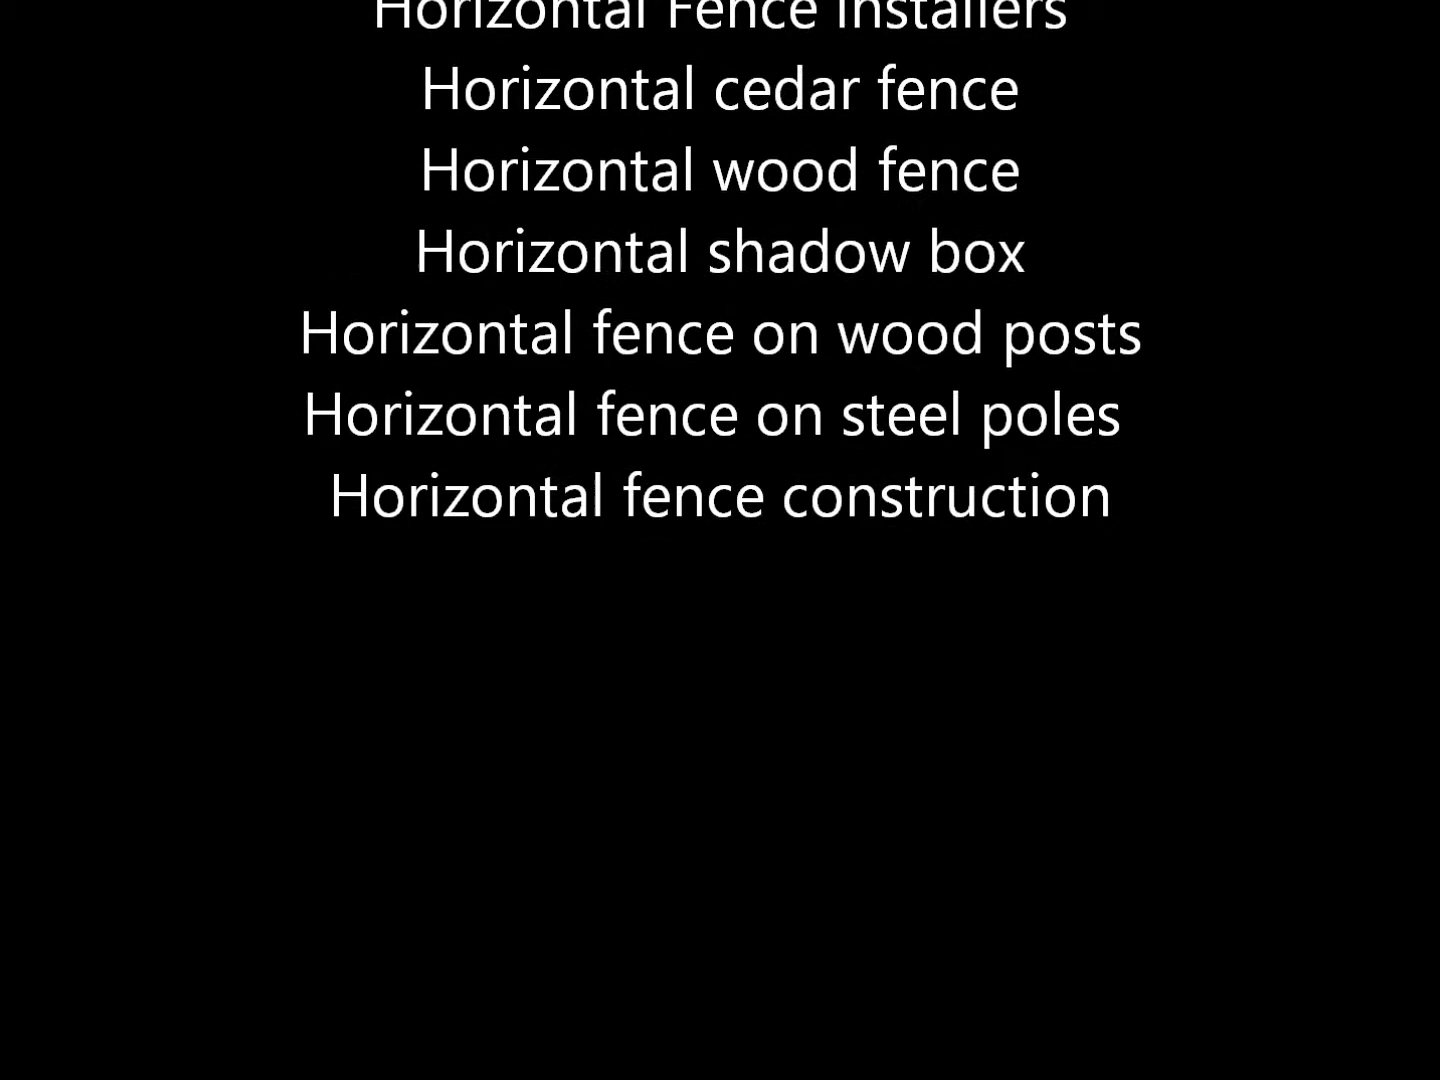 Horizontal Fence Installers
Horizontal cedar fence
Horizontal wood fence
Horizontal shadow box
Horizontal fence on wood posts
Horizontal fence on steel poles
Horizontal fence construction